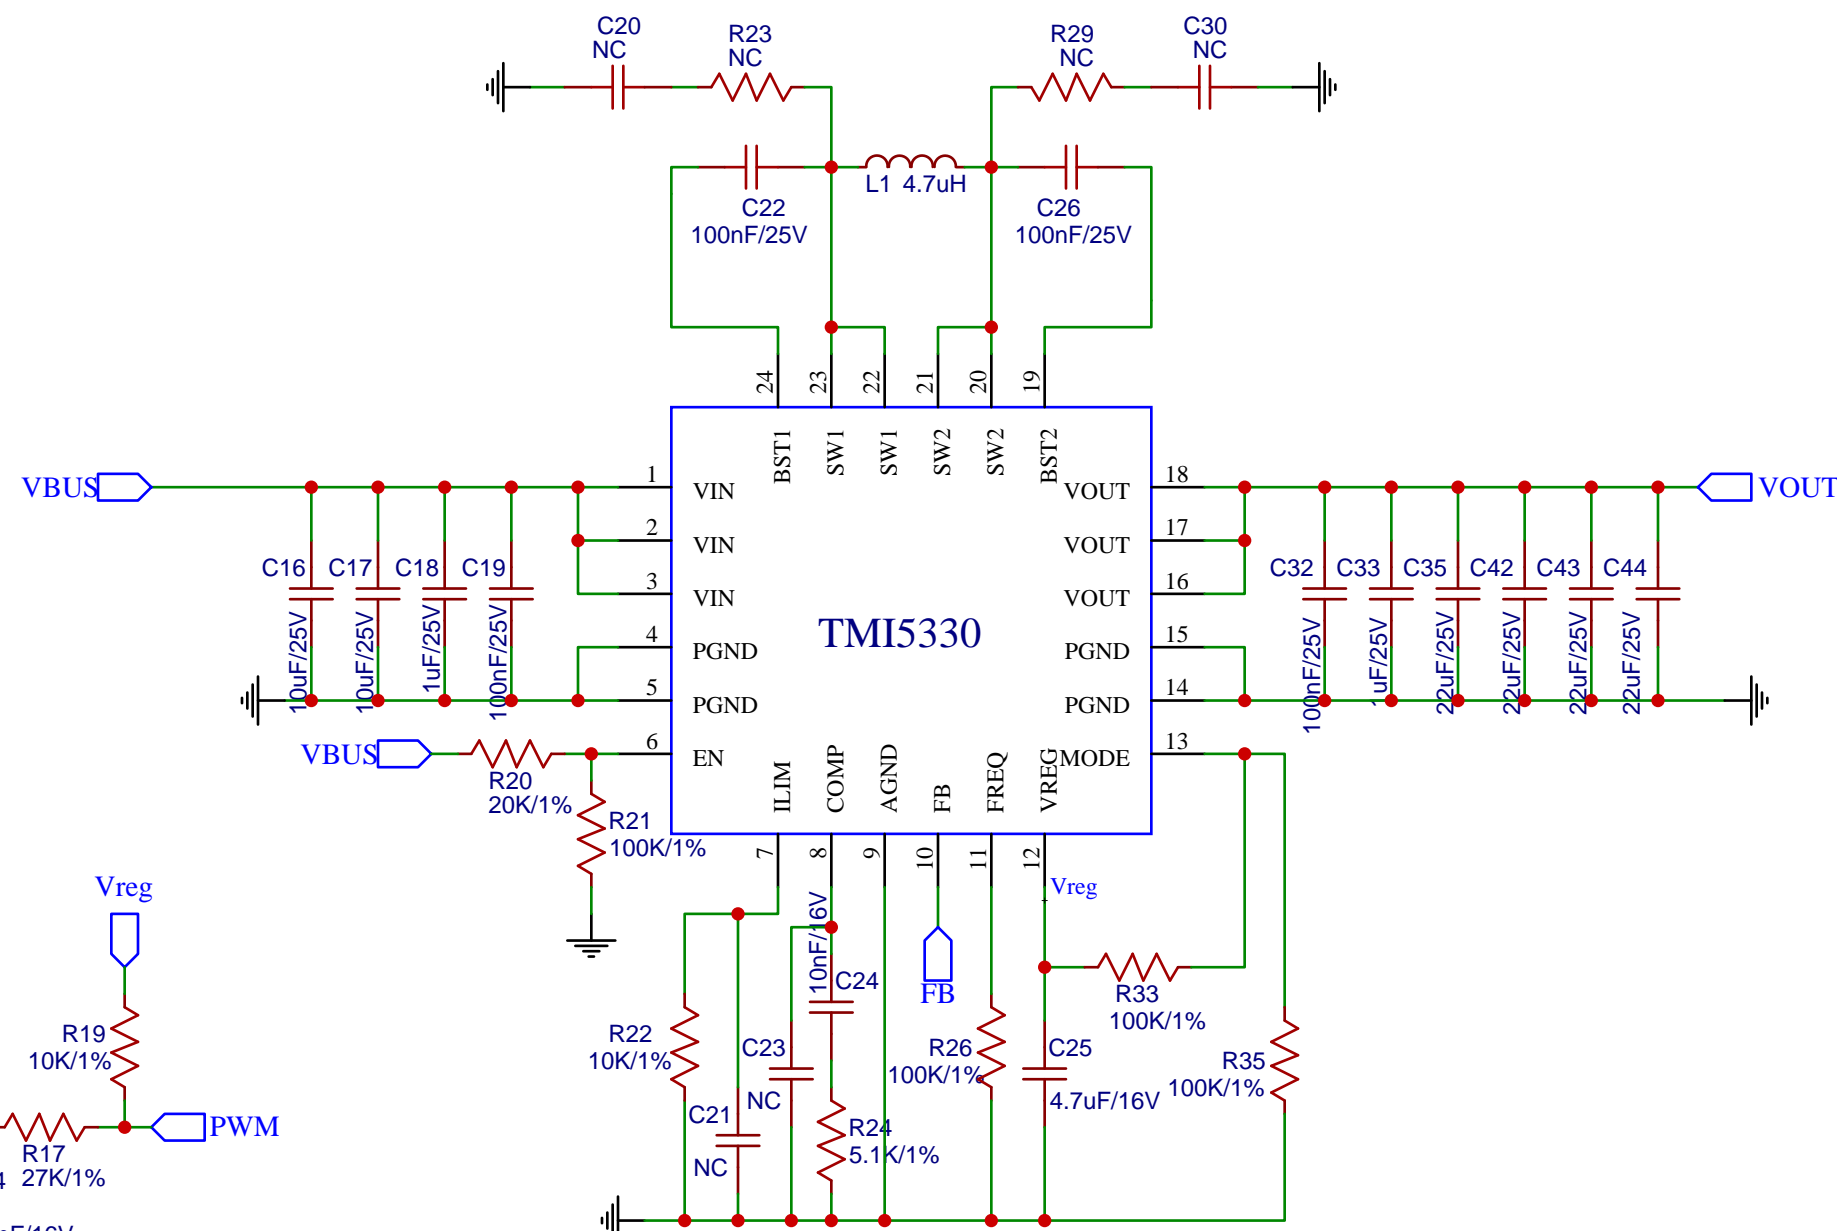 C20
NC
R23
NC
R29
NC
C30
NC
L1 4.7uH
C22
100nF/25V
C26
100nF/25V
24
23
22
21
20
19
BST1
SW1
SW1
SW2
SW2
BST2
VBUS
1
VIN
2
VIN
3
VIN
4
PGND
5
PGND
6
EN
18
VOUT
17
VOUT
16
VOUT
15
PGND
14
PGND
13
MODE
VOUT
TMI5330
C16
10uF/25V
C17
10uF/25V
C18
1uF/25V
C19
100nF/25V
C32
100nF/25V
C33
1uF/25V
C35
22uF/25V
C42
22uF/25V
C43
22uF/25V
C44
22uF/25V
VBUS
R20
20K/1%
R21
100K/1%
ILIM
COMP
AGND
FB
FREQ
VREG
7
8
9
10
11
12
Vreg
Vreg
R19
10K/1%
PWM
R17
27K/1%
4
nF/16V
R22
10K/1%
C21
NC
C23
NC
10nF/16V
C24
R24
5.1K/1%
FB
R26
100K/1%
C25
4.7uF/16V
R33
100K/1%
R35
100K/1%